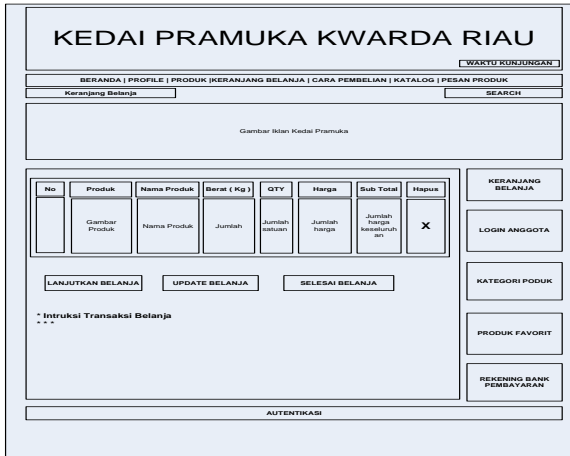 KEDAI PRAMUKA KWARDA RIAU
WAKTU KUNJUNGAN
BERANDA | PROFILE | PRODUK |KERANJANG BELANJA | CARA PEMBELIAN | KATALOG | PESAN PRODUK
Keranjang Belanja
SEARCH
Gambar Iklan Kedai Pramuka
No
Produk
Nama Produk
Berat ( Kg )
QTY
Harga
Sub Total
Hapus
Gambar
Produk
Nama Produk
Jumlah
Jumlah
satuan
Jumlah
harga
Jumlah
harga
keseluruh
an
X
LANJUTKAN BELANJA
UPDATE BELANJA
SELESAI BELANJA
* Intruksi Transaksi Belanja
* * *
KERANJANG
BELANJA
LOGIN ANGGOTA
KATEGORI PODUK
PRODUK FAVORIT
REKENING BANK
PEMBAYARAN
AUTENTIKASI